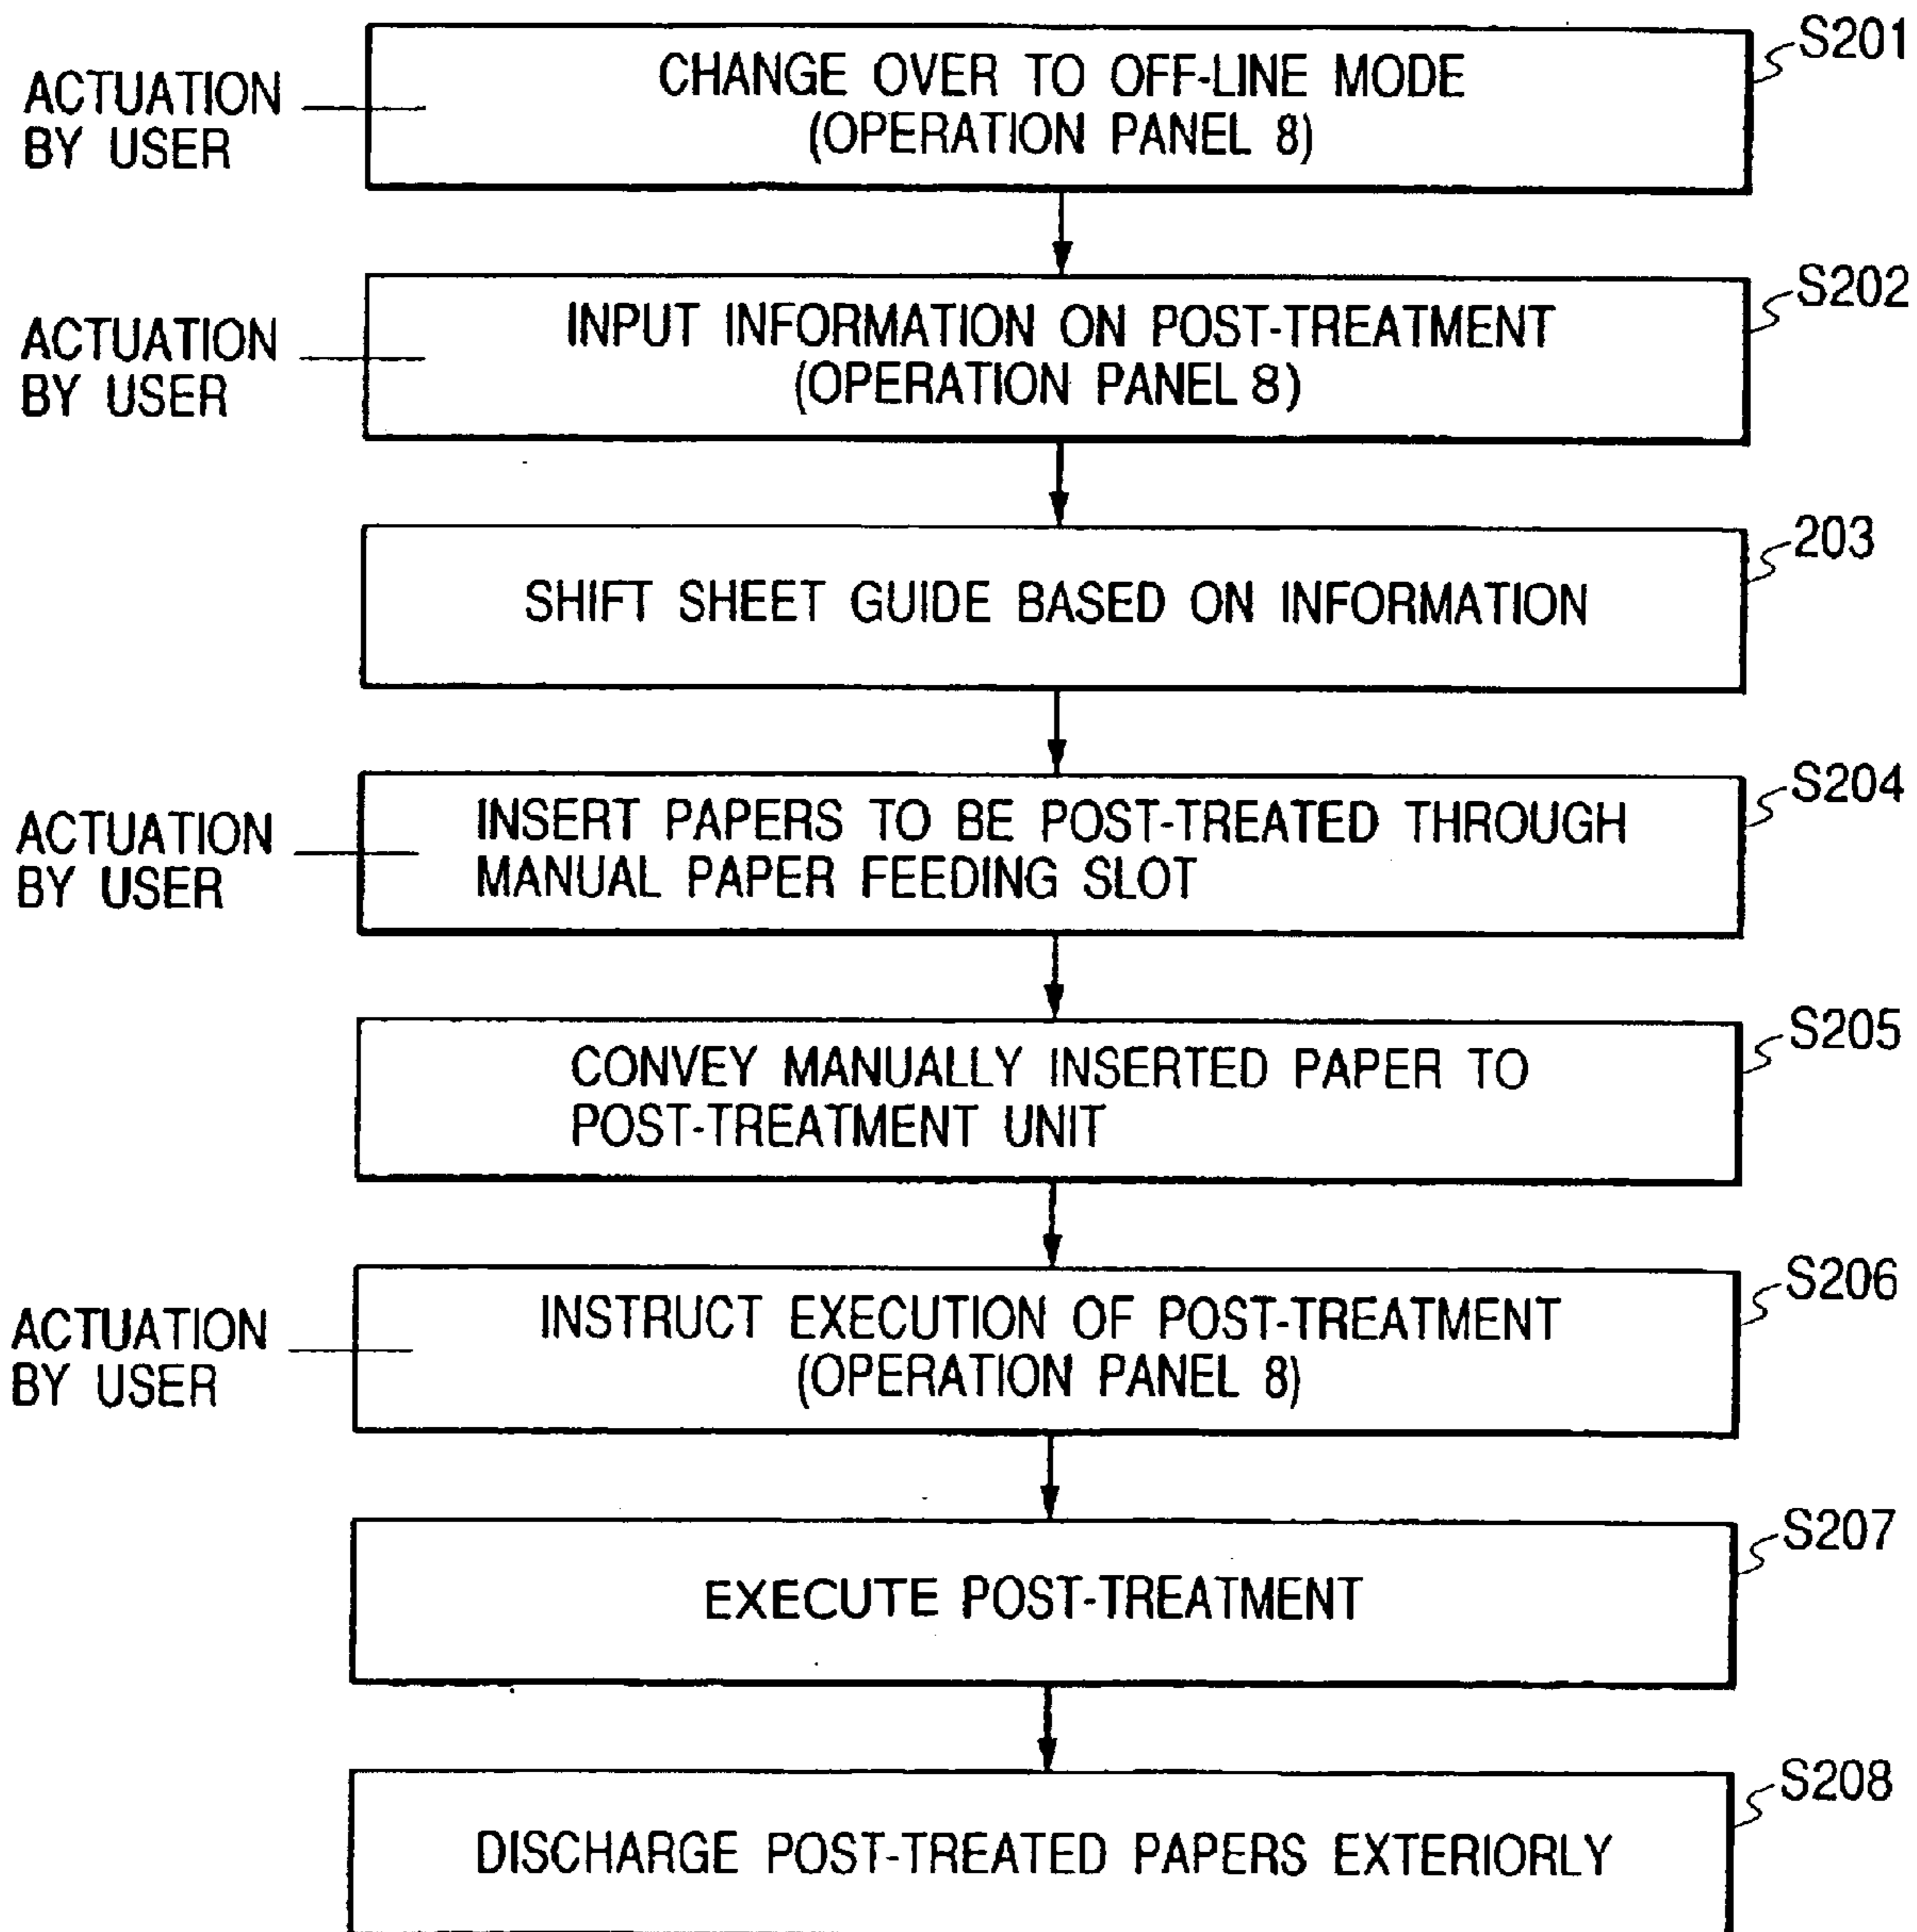 S201
ACTUATION
BY USER
CHANGE OVER TO OFF-LINE MODE
(OPERATION PANEL 8)
S202
ACTUATION
BY USER
INPUT INFORMATION ON POST-TREATMENT
(OPERATION PANEL 8)
203
SHIFT SHEET GUIDE BASED ON INFORMATION
S204
ACTUATION
BY USER
INSERT PAPERS TO BE POST-TREATED THROUGH
MANUAL PAPER FEEDING SLOT
S205
CONVEY MANUALLY INSERTED PAPER TO
POST-TREATMENT UNIT
S206
ACTUATION
BY USER
INSTRUCT EXECUTION OF POST-TREATMENT
(OPERATION PANEL 8)
S207
EXECUTE POST-TREATMENT
S208
DISCHARGE POST-TREATED PAPERS EXTERIORLY